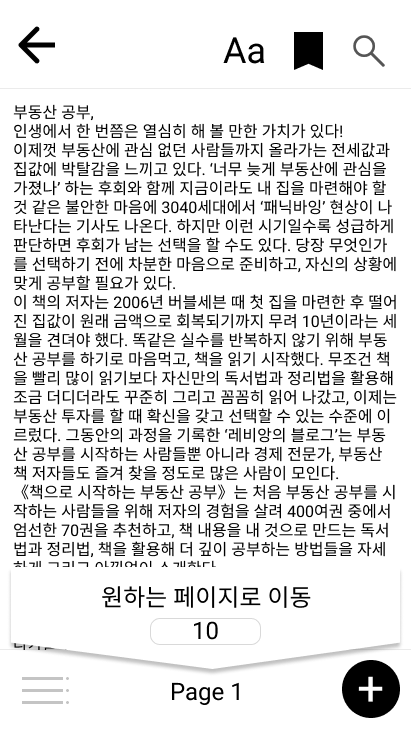 Aa
부동산 공부,
인생에서 한 번쯤은 열심히 해 볼 만한 가치가 있다!
이제껏 부동산에 관심 없던 사람들까지 올라가는 전세값과
집값에 박탈감을 느끼고 있다. ‘너무 늦게 부동산에 관심을
가졌나’ 하는 후회와 함께 지금이라도 내 집을 마련해야 할
것 같은 불안한 마음에 3040세대에서 ‘패닉바잉’ 현상이 나
타난다는 기사도 나온다. 하지만 이런 시기일수록 성급하게
판단하면 후회가 남는 선택을 할 수도 있다. 당장 무엇인가
를 선택하기 전에 차분한 마음으로 준비하고, 자신의 상황에
맞게 공부할 필요가 있다.
이 책의 저자는 2006년 버블세븐 때 첫 집을 마련한 후 떨어
진 집값이 원래 금액으로 회복되기까지 무려 10년이라는 세
월을 견뎌야 했다. 똑같은 실수를 반복하지 않기 위해 부동
산 공부를 하기로 마음먹고, 책을 읽기 시작했다. 무조건 책
을 빨리 많이 읽기보다 자신만의 독서법과 정리법을 활용해
조금 더디더라도 꾸준히 그리고 꼼꼼히 읽어 나갔고, 이제는
부동산 투자를 할 때 확신을 갖고 선택할 수 있는 수준에 이
르렀다. 그동안의 과정을 기록한 ‘레비앙의 블로그’는 부동
산 공부를 시작하는 사람들뿐 아니라 경제 전문가, 부동산
책 저자들도 즐겨 찾을 정도로 많은 사람이 모인다.
《책으로 시작하는 부동산 공부》는 처음 부동산 공부를 시
작하는 사람들을 위해 저자의 경험을 살려 400여권 중에서
엄선한 70권을 추천하고, 책 내용을 내 것으로 만드는 독서
법과 정리법, 책을 활용해 더 깊이 공부하는 방법들을 자세
하게 그리고 아낌없이 소개한다.
원하는 페이지로 이동
10
Page 1